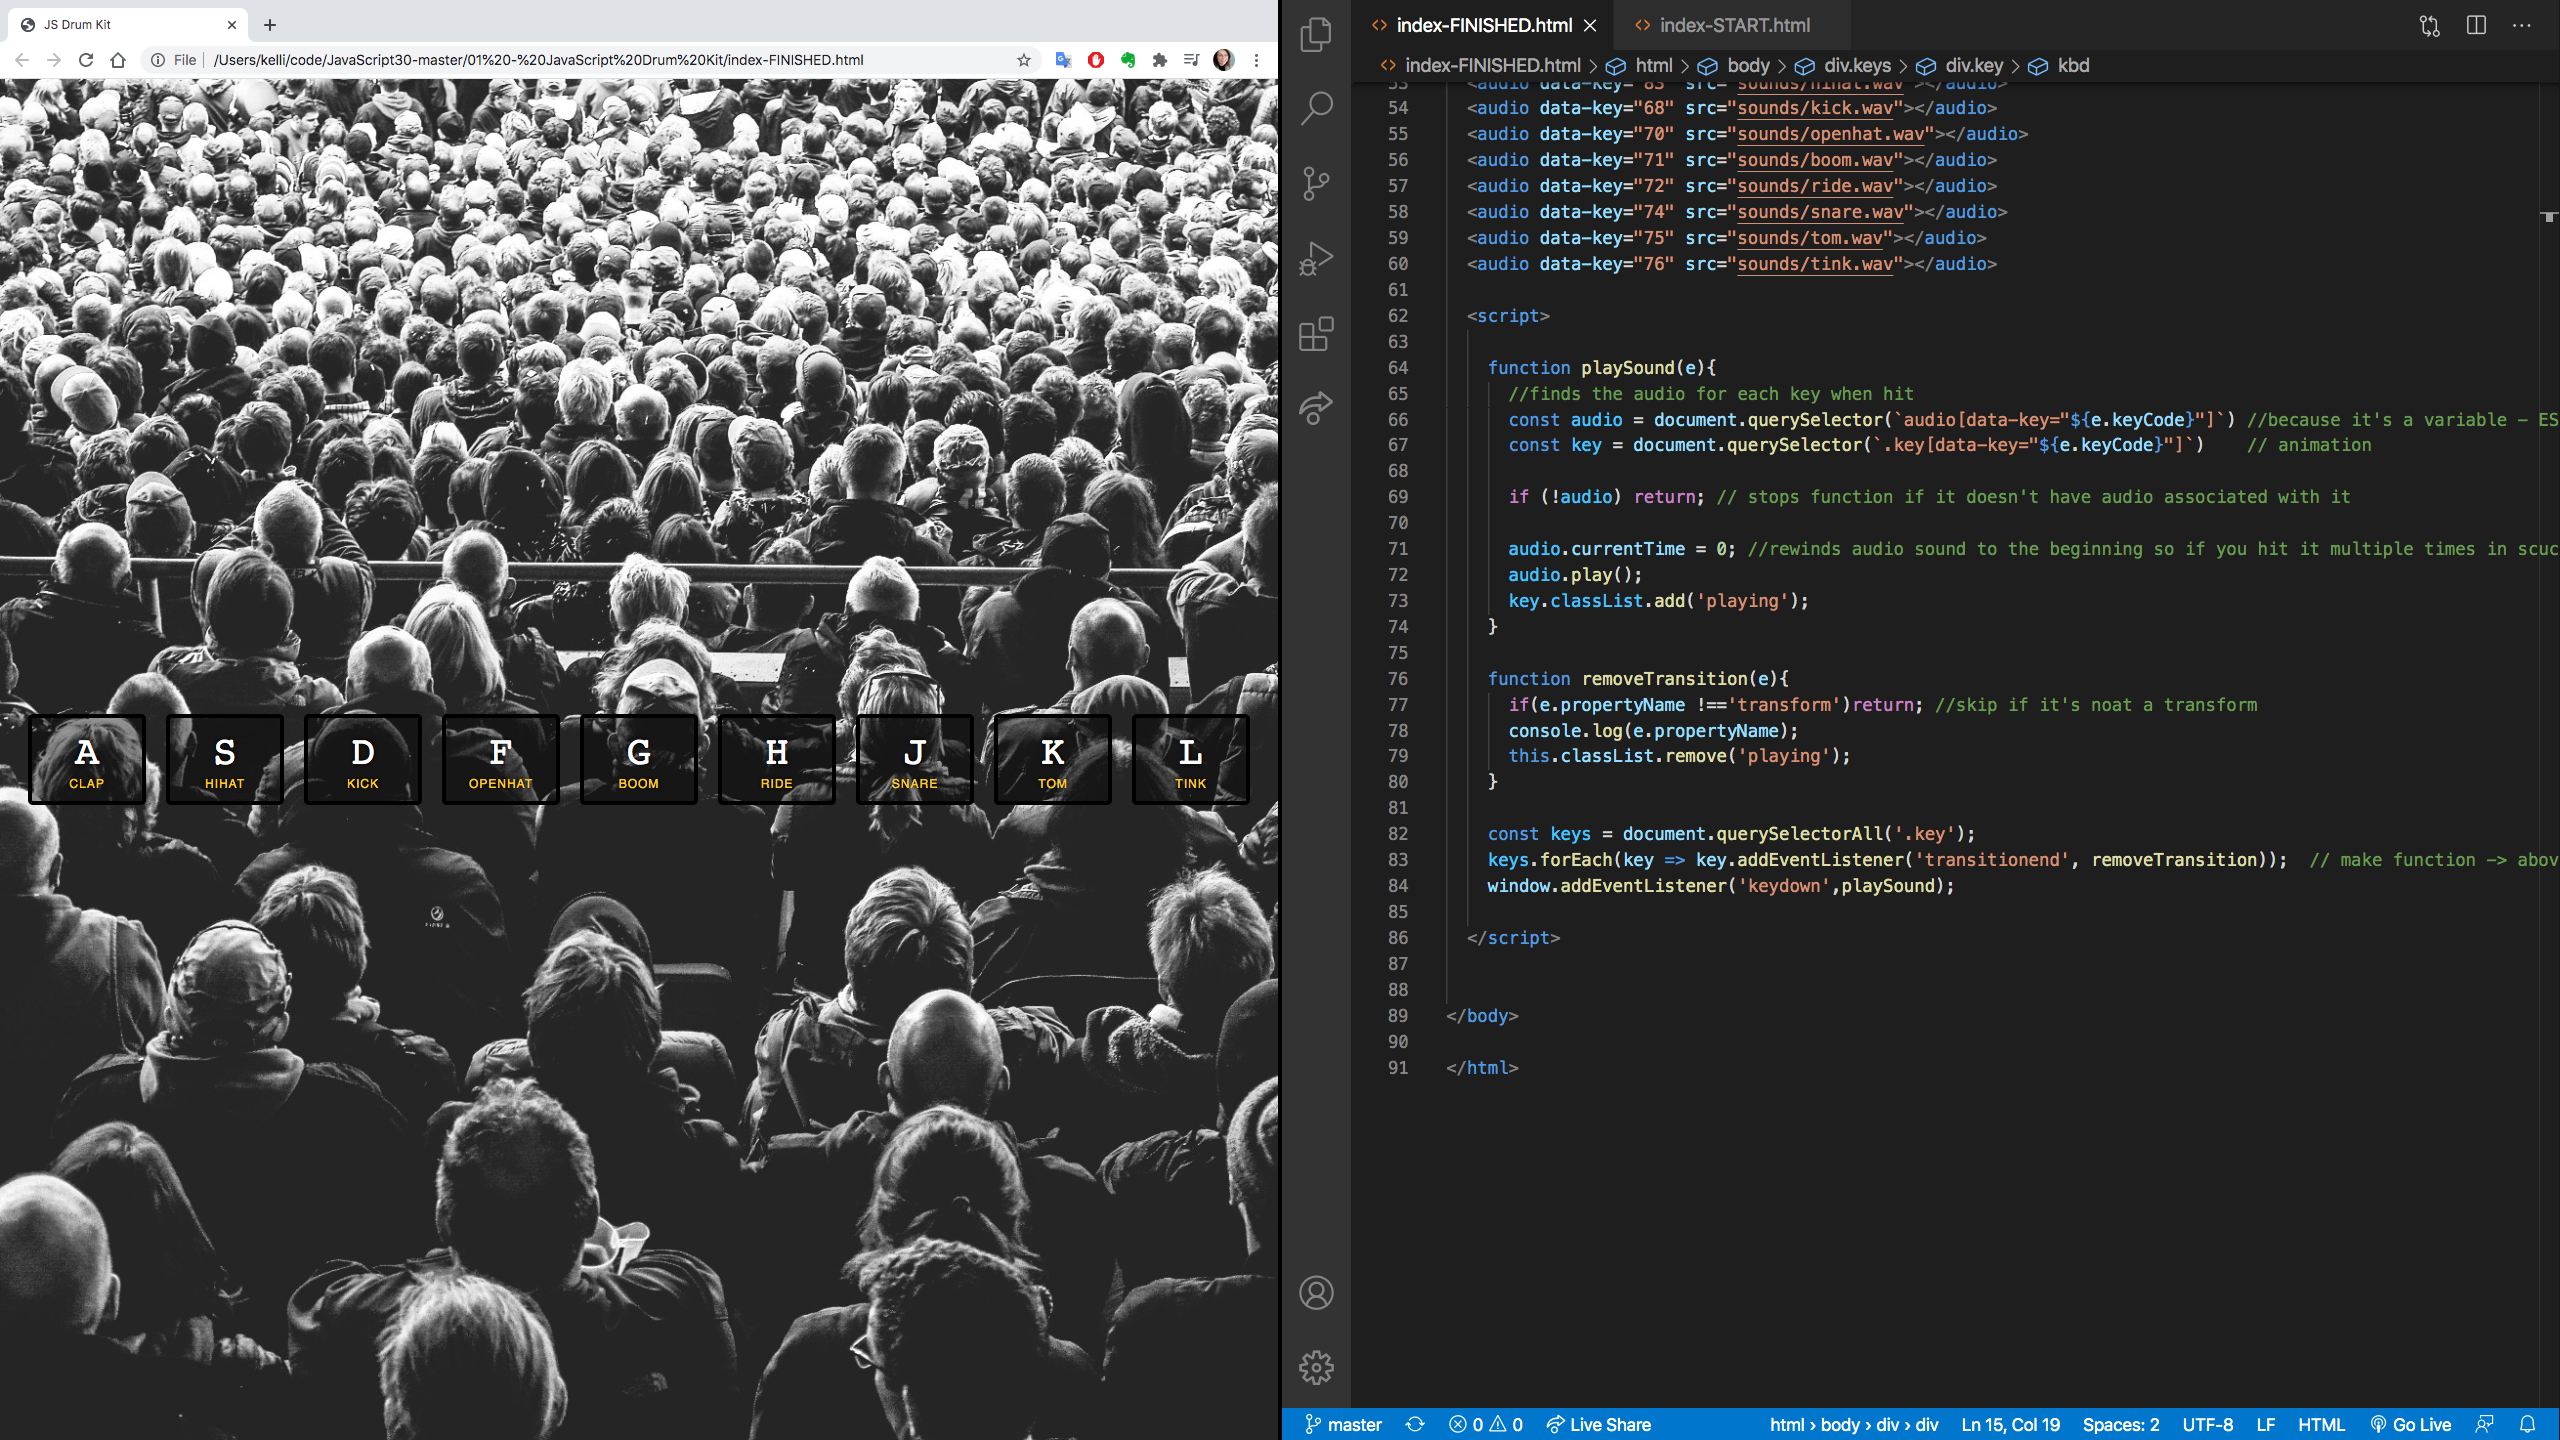 JS Drum Kit
File
/Users/kelli/code/JavaScript30-master/01%20-%20JavaScript%20Drum%20Kit/index-FINISHED.html
A
CLAP
S
HIHAT
D
KICK
F
OPENHAT
G
BOOM
H
RIDE
J
SNARE
K
TOM
L
TINK
index-FINISHED.html
index-START.html
index-FINISHED.html > html > body > div.keys > div.key > kbd
53 <audio data-key="83" src="sounds/hihat.wav"></audio>
54 <audio data-key="68" src="sounds/kick.wav"></audio>
55 <audio data-key="70" src="sounds/openhat.wav"></audio>
56 <audio data-key="71" src="sounds/boom.wav"></audio>
57 <audio data-key="72" src="sounds/ride.wav"></audio>
58 <audio data-key="74" src="sounds/snare.wav"></audio>
59 <audio data-key="75" src="sounds/tom.wav"></audio>
60 <audio data-key="76" src="sounds/tink.wav"></audio>
61
62 <script>
63
64 function playSound(e){
65 //finds the audio for each key when hit
66 const audio = document.querySelector(`audio[data-key="${e.keyCode}"]`) //because it's a variable - ES
67 const key = document.querySelector(`.key[data-key="${e.keyCode}"]`) // animation
68
69 if (!audio) return; // stops function if it doesn't have audio associated with it
70
71 audio.currentTime = 0; //rewinds audio sound to the beginning so if you hit it multiple times in scuc
72 audio.play();
73 key.classList.add('playing');
74 }
75
76 function removeTransition(e){
77 if(e.propertyName !=='transform')return; //skip if it's noat a transform
78 console.log(e.propertyName);
79 this.classList.remove('playing');
80 }
81
82 const keys = document.querySelectorAll('.key');
83 keys.forEach(key => key.addEventListener('transitionend', removeTransition)); // make function -> abov
84 window.addEventListener('keydown',playSound);
85
86 </script>
87
88
89 </body>
90
91 </html>
master 0 0 Live Share html › body › div › div Ln 15, Col 19 Spaces: 2 UTF-8 LF HTML Go Live